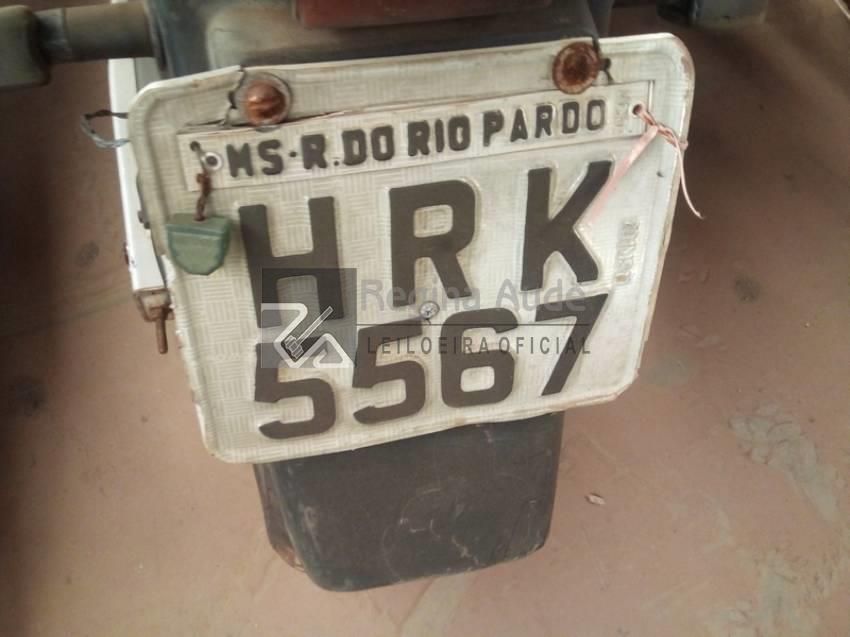 MS-R.DO RIO PARDO
HRK
5567
Regina Aude
LEILOEIRA OFICIAL